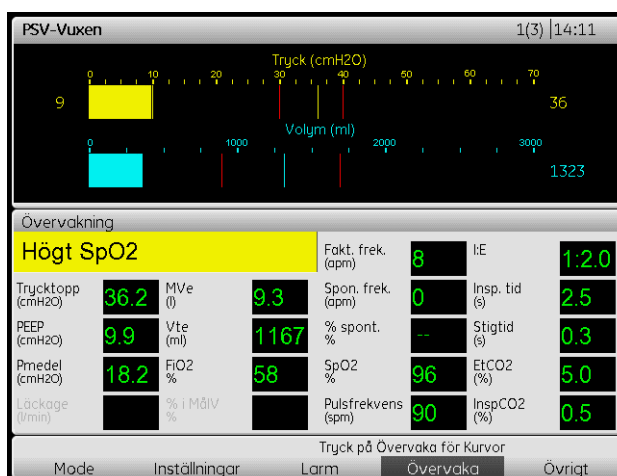 PSV-Vuxen 1(3) 14:11
Tryck (cmH2O)
0 10 20 30 40 50 60 70
9 36
Volym (ml)
0 1000 2000 3000
1323
Övervakning
Högt SpO2
Fakt. frek. (apm) 8 I:E 1:2.0
Trycktopp (cmH2O) 36.2 MVe (l) 9.3 Spon. frek. (apm) 0 Insp. tid (s) 2.5
PEEP (cmH2O) 9.9 Vte (ml) 1167 % spont. % -- Stigtid (s) 0.3
Pmedel (cmH2O) 18.2 FiO2 % 58 SpO2 % 96 EtCO2 (%) 5.0
Läckage (l/min) % i MålV % Pulsfrekvens (spm) 90 InspCO2 (%) 0.5
Tryck på Övervaka för Kurvor
Mode Inställningar Larm Övervaka Övrigt